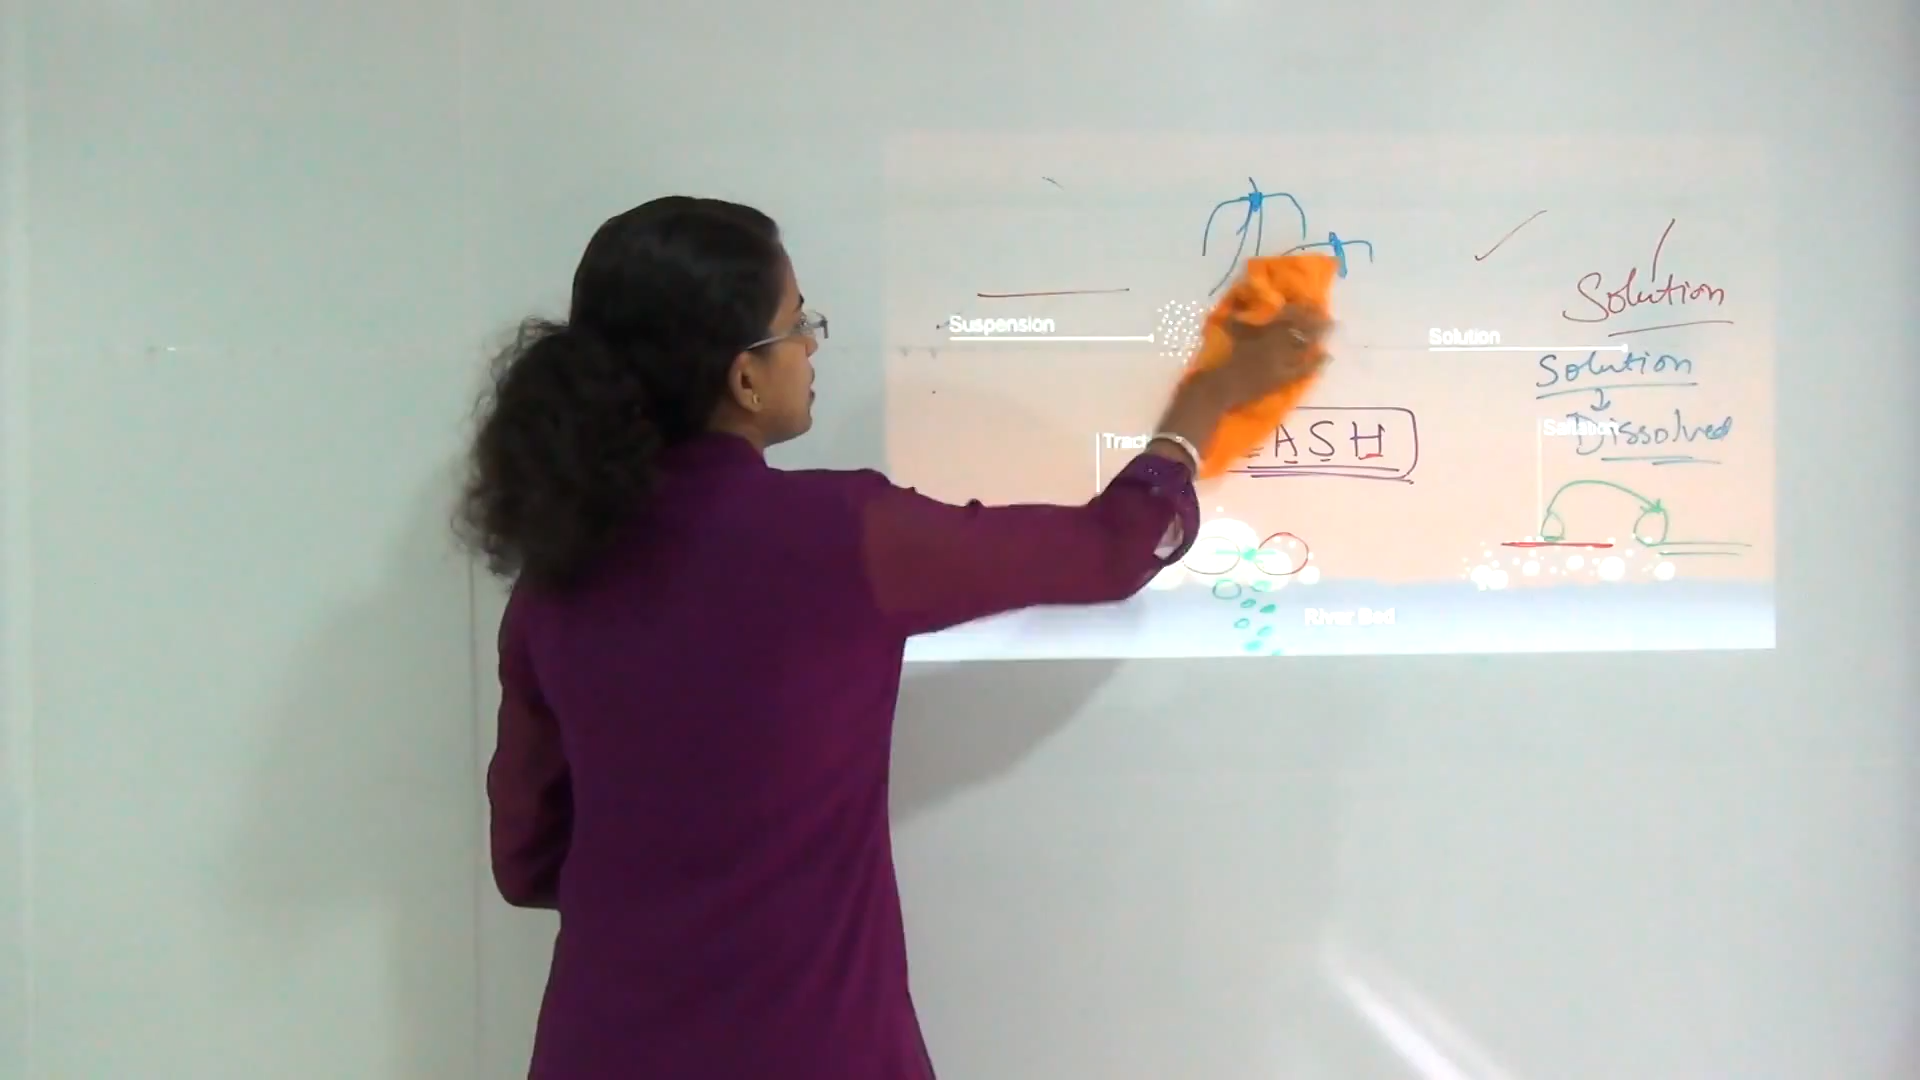 Solution
Suspension
Solution
Solution
Dissolved
ASH
River Bed